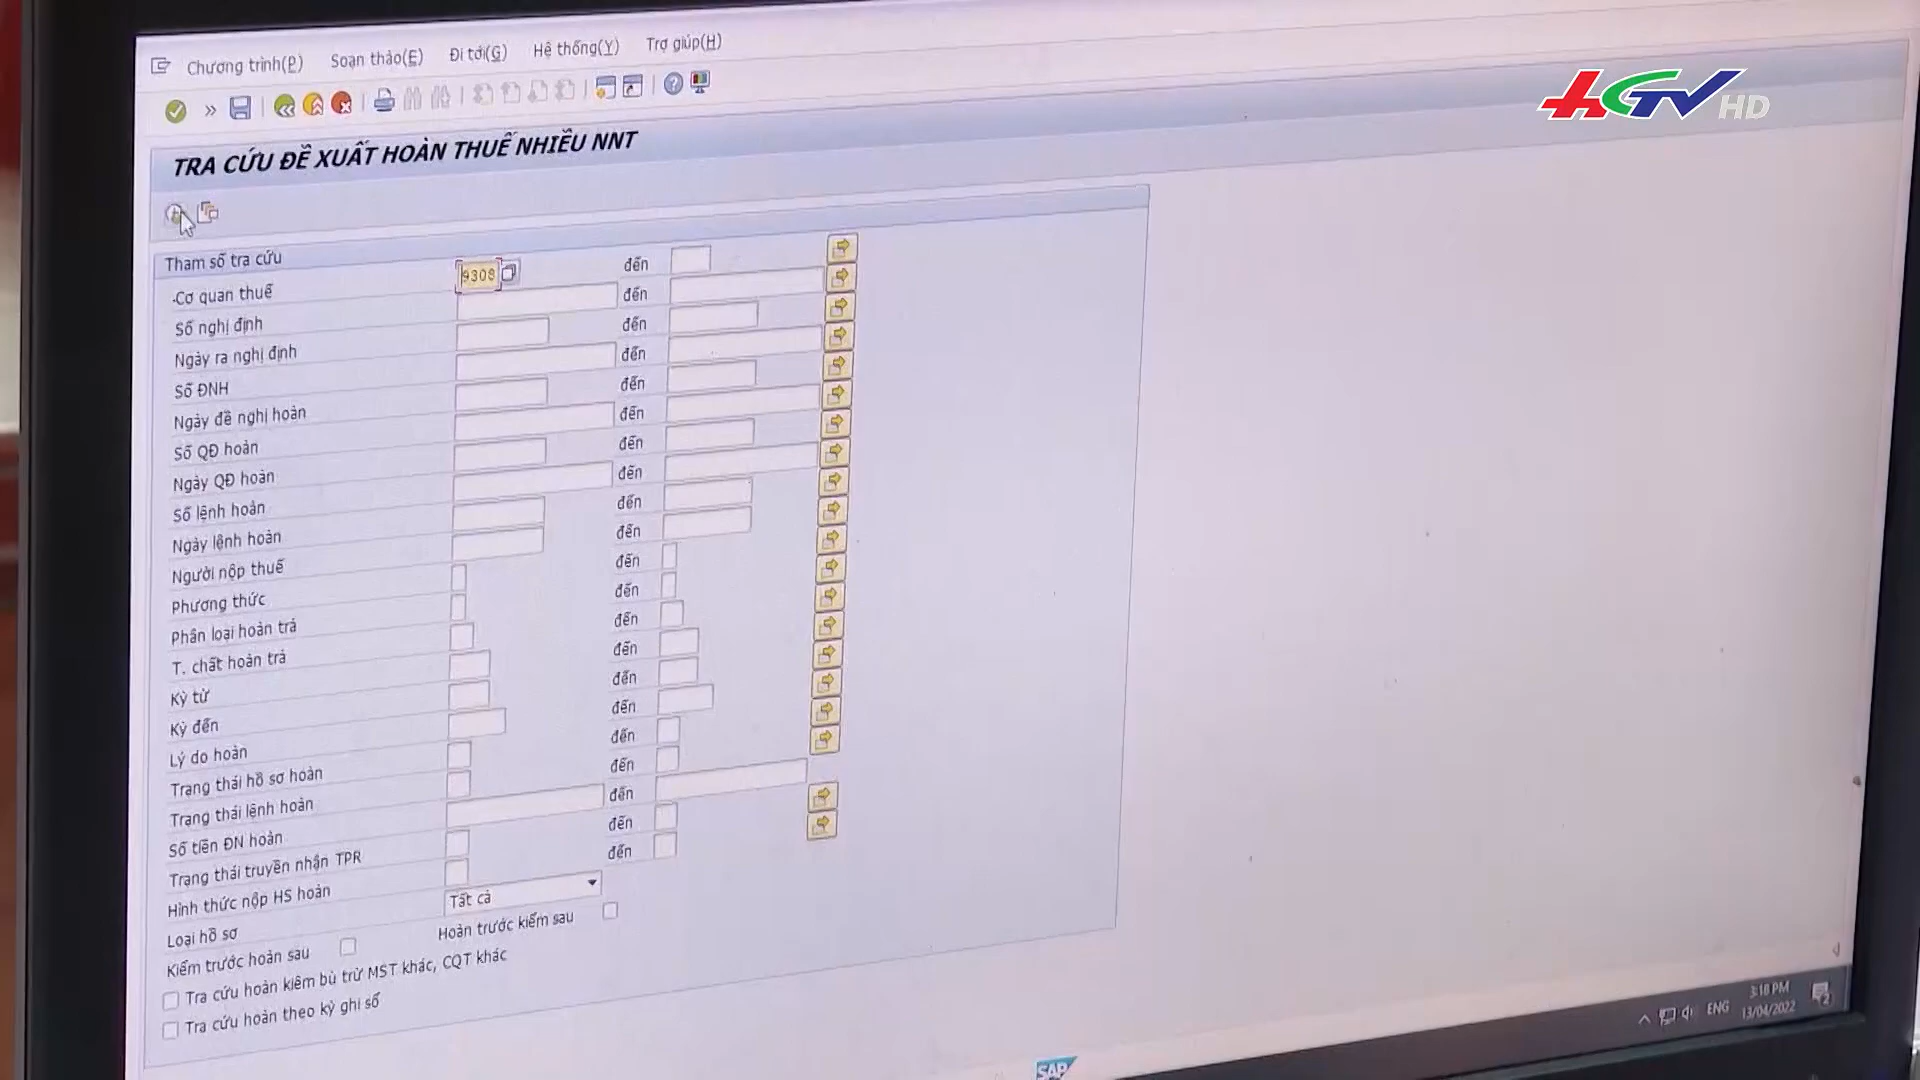 HGTV HD
Chương trình(P) Soạn thảo(E) Đi tới(G) Hệ thống(Y) Trợ giúp(H)
TRA CỨU ĐỀ XUẤT HOÀN THUẾ NHIỀU NNT
Tham số tra cứu
Cơ quan thuế 9308 đến
Số nghị định đến
Ngày ra nghị định đến
Số ĐNH đến
Ngày đề nghị hoàn đến
Số QĐ hoàn đến
Ngày QĐ hoàn đến
Số lệnh hoàn đến
Ngày lệnh hoàn đến
Người nộp thuế đến
Phương thức đến
Phân loại hoàn trả đến
T. chất hoàn trả đến
Kỳ từ đến
Kỳ đến đến
Lý do hoàn đến
Trạng thái hồ sơ hoàn đến
Trạng thái lệnh hoàn đến
Số tiền ĐN hoàn đến
Trạng thái truyền nhận TPR đến
Hình thức nộp HS hoàn đến
Loại hồ sơ Tất cả
Kiểm trước hoàn sau Hoàn trước kiểm sau
Tra cứu hoàn kiêm bù trừ MST khác, CQT khác
Tra cứu hoàn theo kỳ ghi sổ
ENG 3:18 PM
13/04/2022
2
SAP